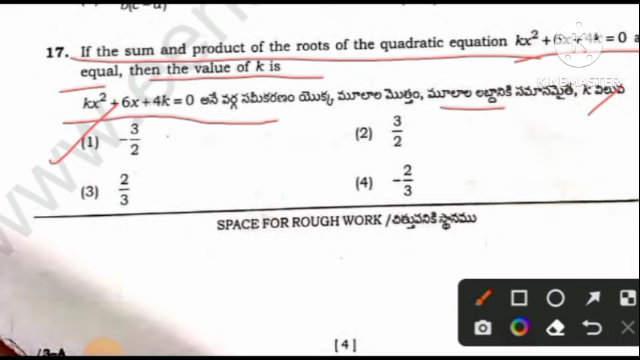 b(c-a)
17. If the sum and product of the roots of the quadratic equation kx² + 6x + 4k = 0 a
equal, then the value of k is
kx² + 6x + 4k = 0 అనే వర్గ సమీకరణం యొక్క మూలాల మొత్తం, మూలాల లబ్ధానికి సమానమైతే, k విలువ
(1) -3/2
(2) 3/2
(3) 2/3
(4) -2/3
SPACE FOR ROUGH WORK / చిత్తుపనికి స్థానము
[4]
/3-A
KINEMASTER